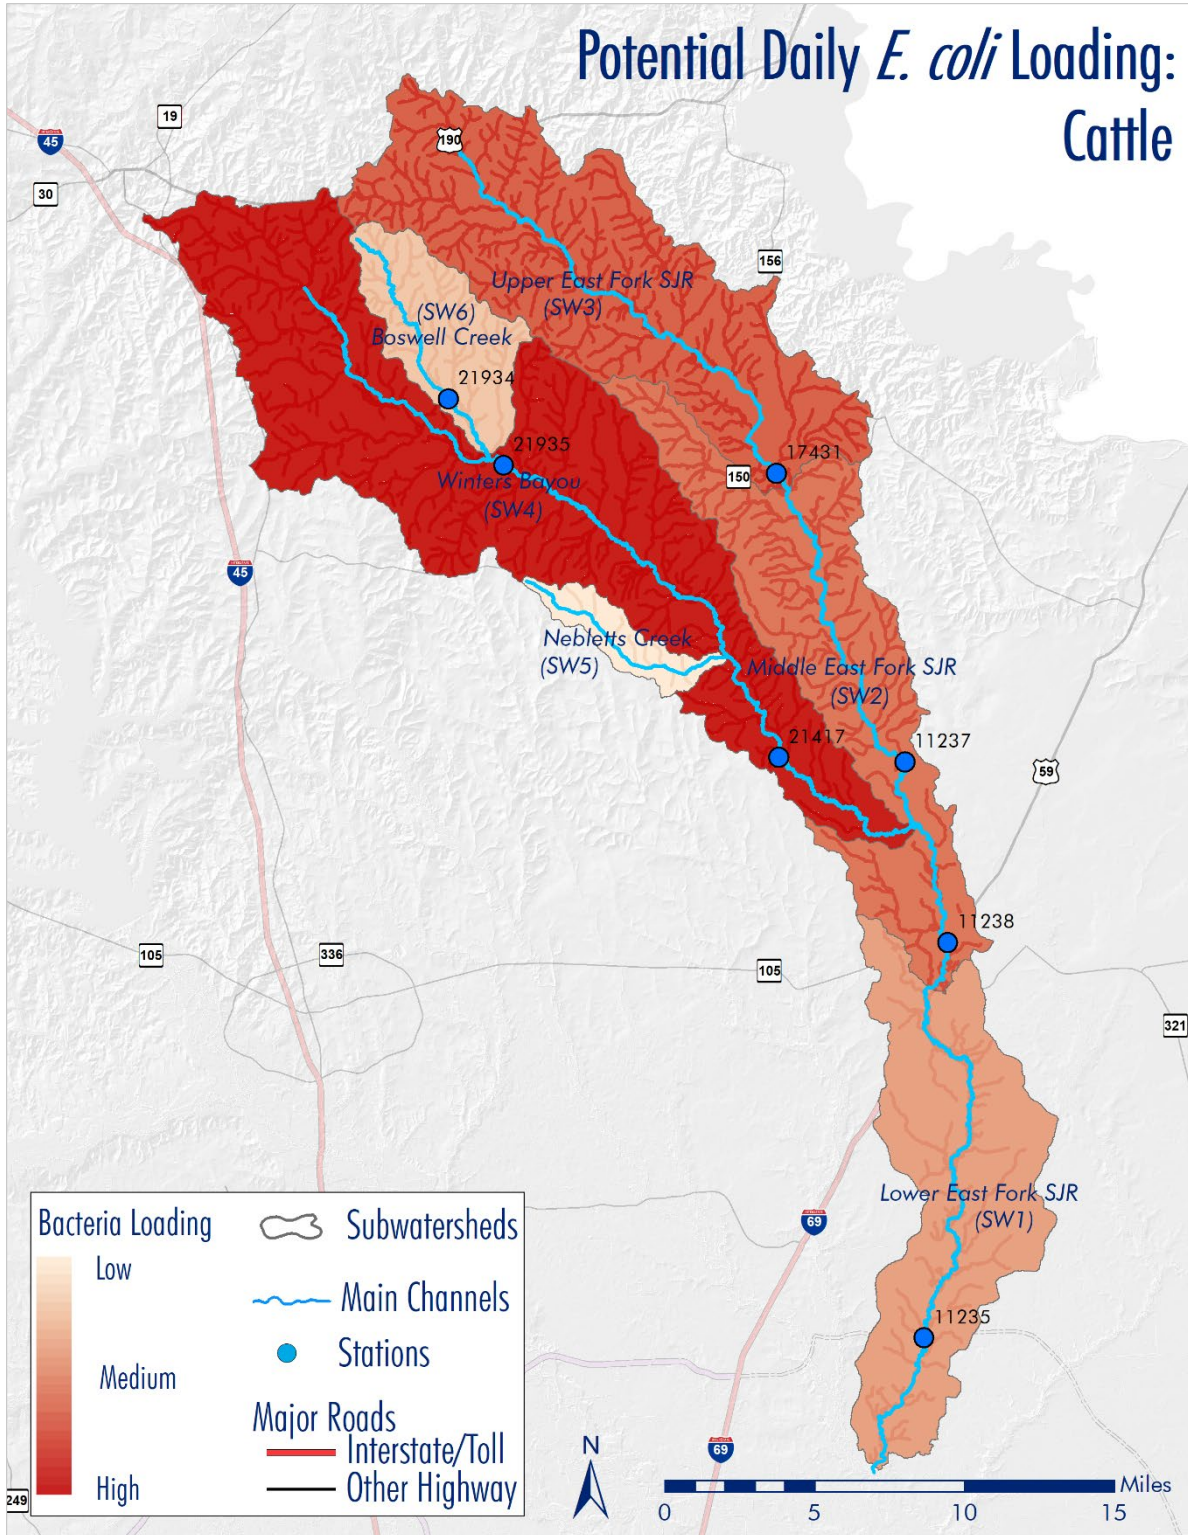 Potential Daily E. coli Loading:
Cattle
19
45
30
190
156
Upper East Fork SJR
(SW3)
(SW6)
Boswell Creek
21934
21935
17431
150
Winters Bayou
(SW4)
45
Nebletts Creek
(SW5)
Middle East Fork SJR
(SW2)
21417
11237
59
11238
105
336
105
321
Lower East Fork SJR
(SW1)
69
11235
69
249
Bacteria Loading
Low
Medium
High
Subwatersheds
Main Channels
Stations
Major Roads
Interstate/Toll
Other Highway
N
Miles
0 5 10 15